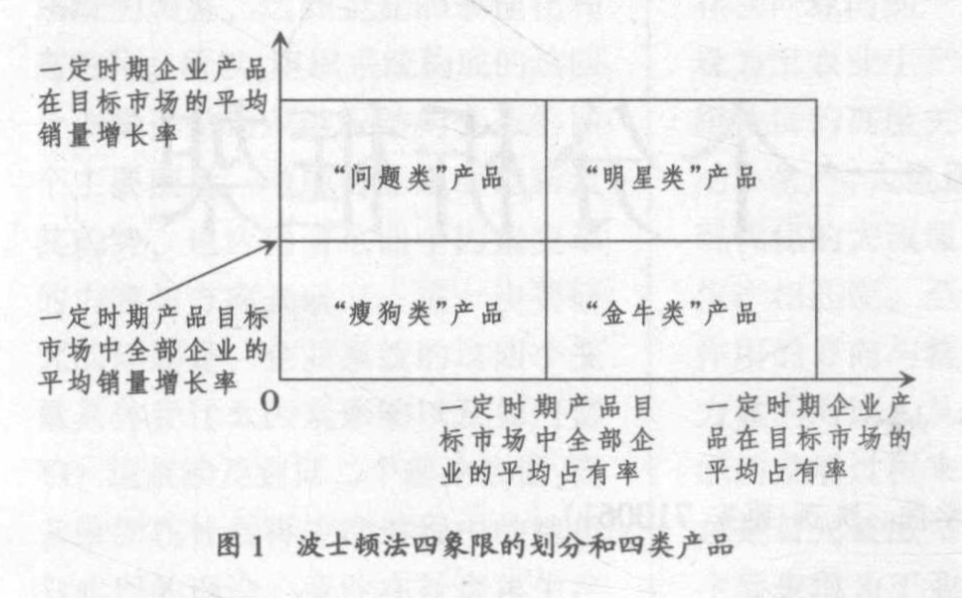 一定时期企业产品
在目标市场的平均
销量增长率
“问题类”产品
“明星类”产品
“瘦狗类”产品
“金牛类”产品
一定时期产品目标
市场中全部企业的
平均销量增长率
O
一定时期产品目
标市场中全部企
业的平均占有率
一定时期企业产
品在目标市场的
平均占有率
图1 波士顿法四象限的划分和四类产品